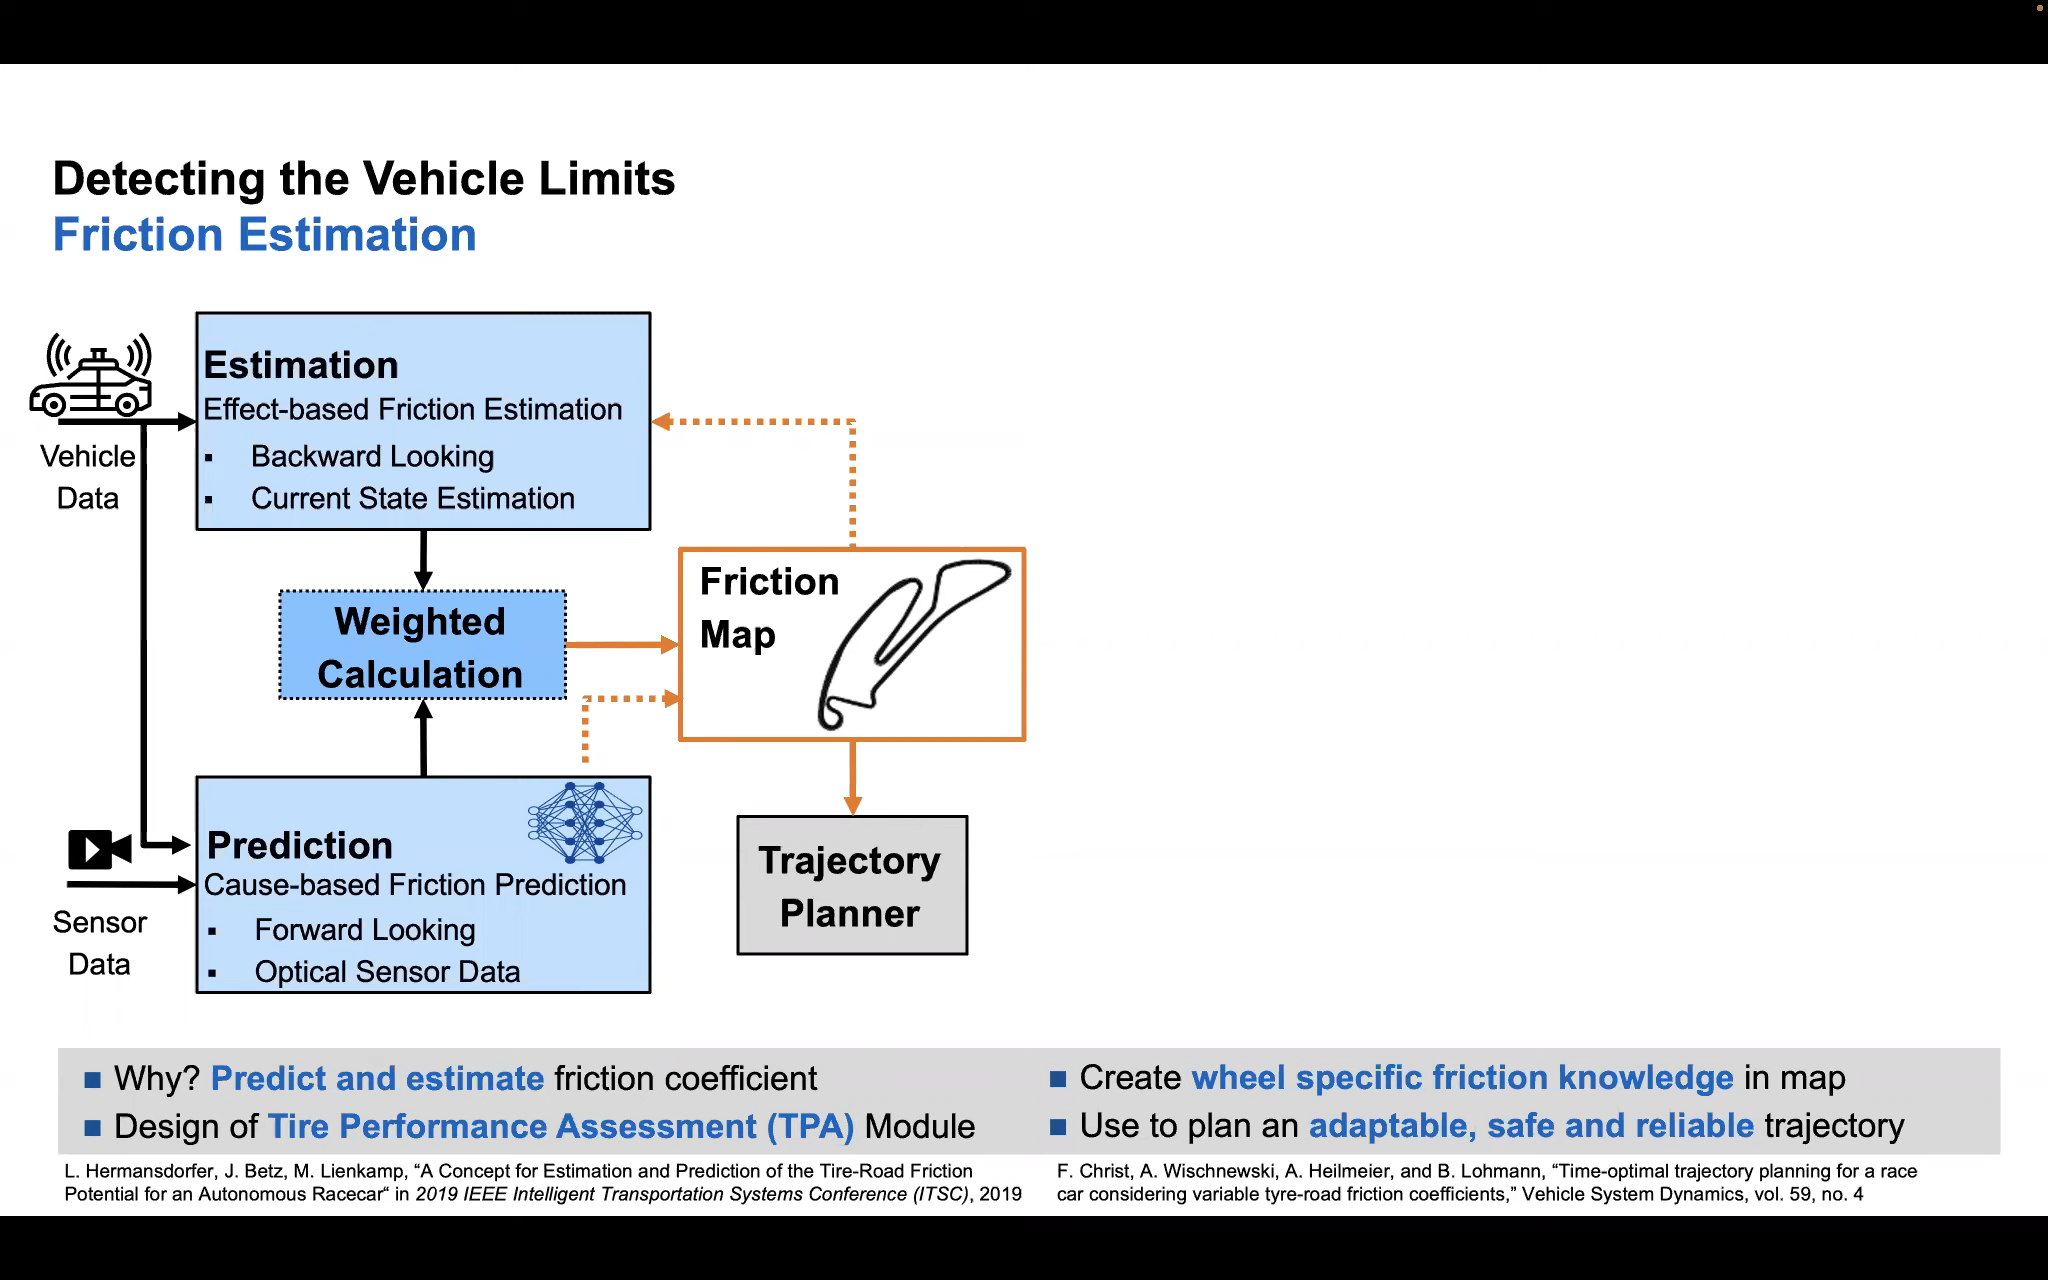 Detecting the Vehicle Limits
Friction Estimation
Vehicle
Data
Estimation
Effect-based Friction Estimation
▪ Backward Looking
▪ Current State Estimation
Weighted
Calculation
Friction
Map
Sensor
Data
Prediction
Cause-based Friction Prediction
▪ Forward Looking
▪ Optical Sensor Data
Trajectory
Planner
■ Why? Predict and estimate friction coefficient
■ Design of Tire Performance Assessment (TPA) Module
■ Create wheel specific friction knowledge in map
■ Use to plan an adaptable, safe and reliable trajectory
L. Hermansdorfer, J. Betz, M. Lienkamp, “A Concept for Estimation and Prediction of the Tire-Road Friction
Potential for an Autonomous Racecar“ in 2019 IEEE Intelligent Transportation Systems Conference (ITSC), 2019
F. Christ, A. Wischnewski, A. Heilmeier, and B. Lohmann, “Time-optimal trajectory planning for a race
car considering variable tyre-road friction coefficients,” Vehicle System Dynamics, vol. 59, no. 4